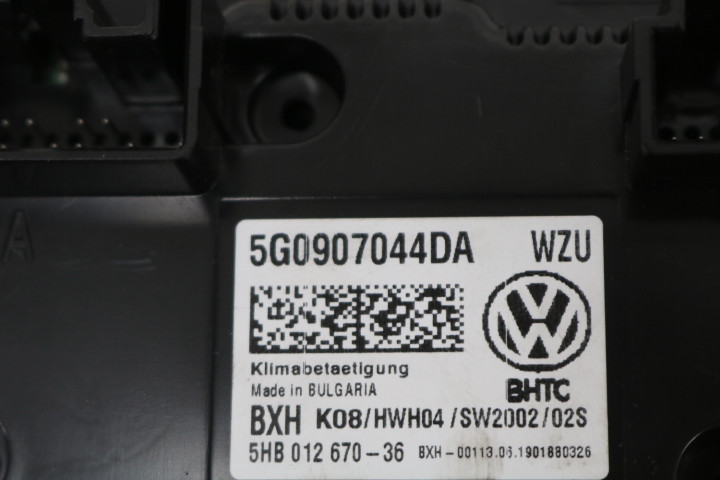 5G0907044DA WZU
Klimabetaetigung
Made in BULGARIA
BHTC
BXH K08/HWH04/SW2002/02S
5HB 012 670-36 BXH-00113.06.1901880326
A